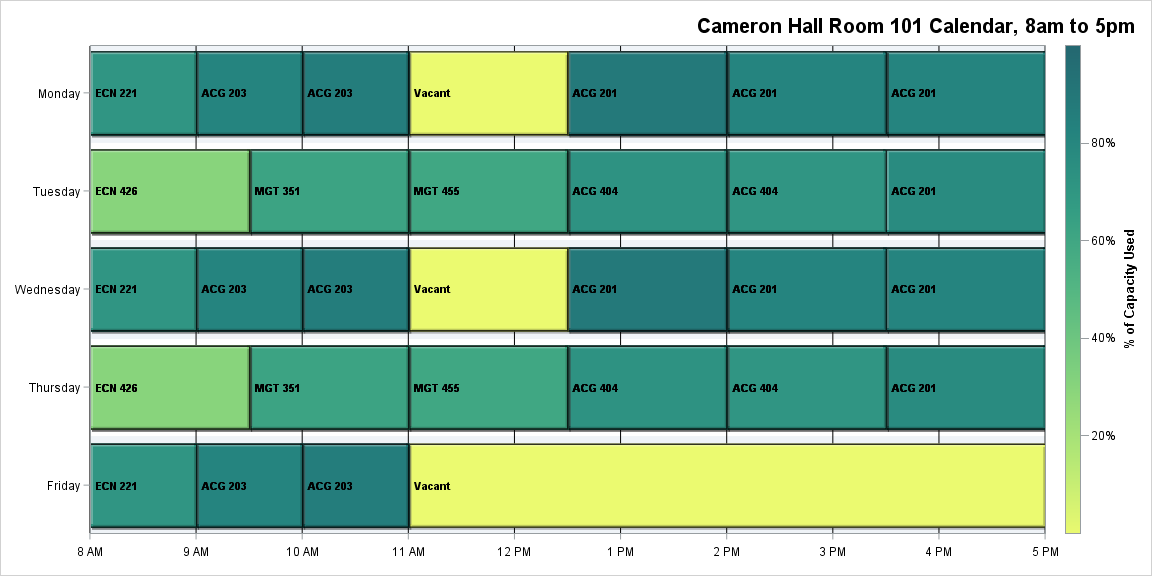 Cameron Hall Room 101 Calendar, 8am to 5pm
Monday ECN 221 ACG 203 ACG 203 Vacant ACG 201 ACG 201 ACG 201
Tuesday ECN 426 MGT 351 MGT 455 ACG 404 ACG 404 ACG 201
Wednesday ECN 221 ACG 203 ACG 203 Vacant ACG 201 ACG 201 ACG 201
Thursday ECN 426 MGT 351 MGT 455 ACG 404 ACG 404 ACG 201
Friday ECN 221 ACG 203 ACG 203 Vacant
8 AM 9 AM 10 AM 11 AM 12 PM 1 PM 2 PM 3 PM 4 PM 5 PM
80%
60%
40%
20%
% of Capacity Used